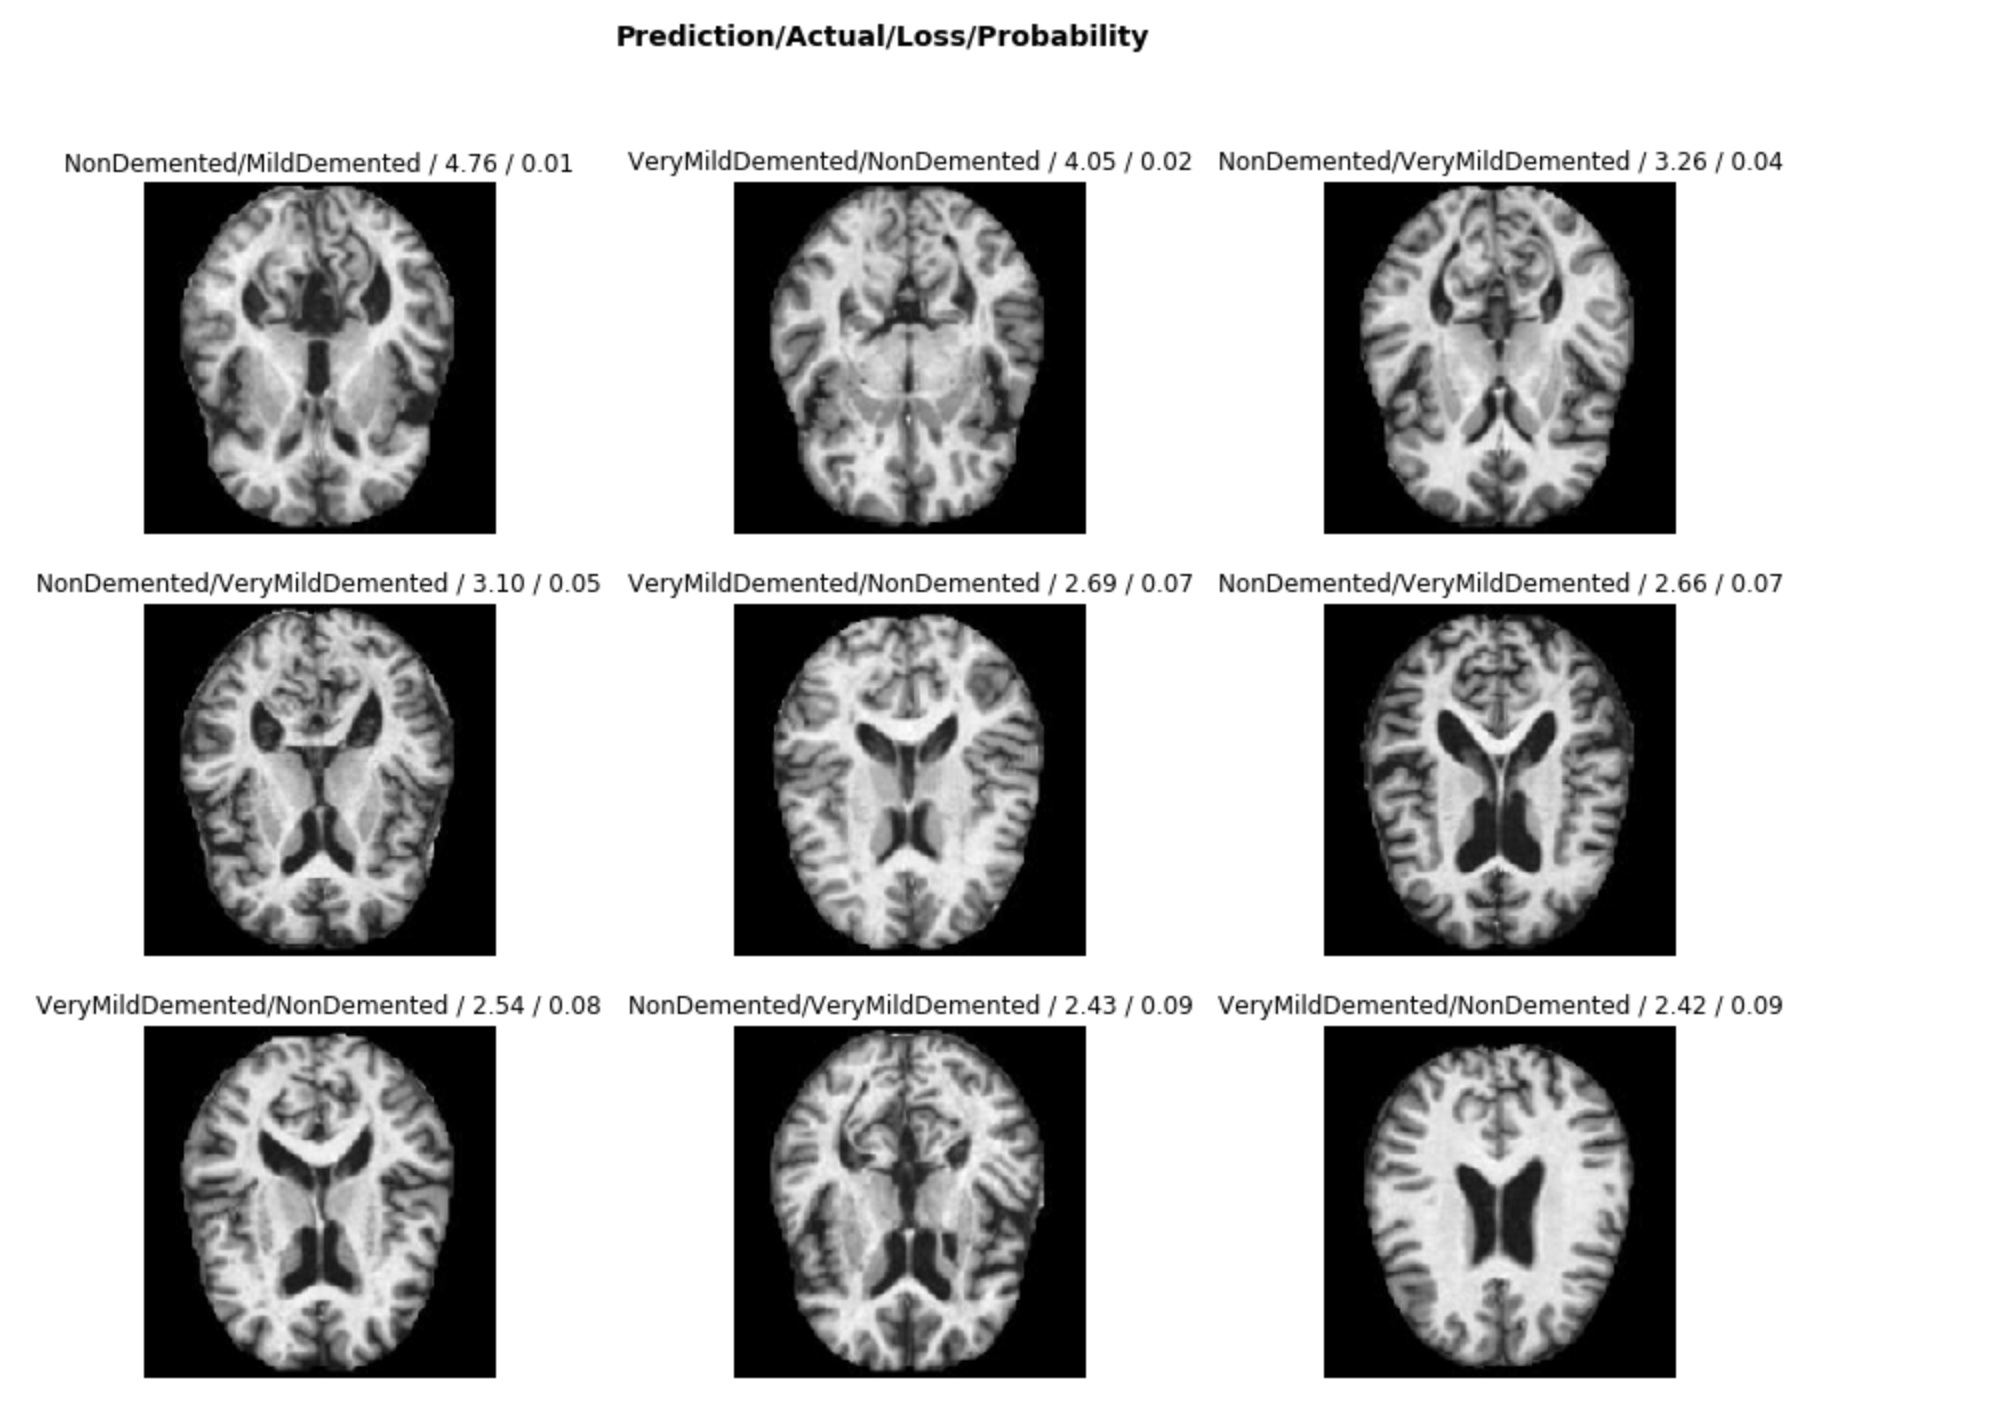 Prediction/Actual/Loss/Probability
NonDemented/MildDemented / 4.76 / 0.01
VeryMildDemented/NonDemented / 4.05 / 0.02
NonDemented/VeryMildDemented / 3.26 / 0.04
NonDemented/VeryMildDemented / 3.10 / 0.05
VeryMildDemented/NonDemented / 2.69 / 0.07
NonDemented/VeryMildDemented / 2.66 / 0.07
VeryMildDemented/NonDemented / 2.54 / 0.08
NonDemented/VeryMildDemented / 2.43 / 0.09
VeryMildDemented/NonDemented / 2.42 / 0.09